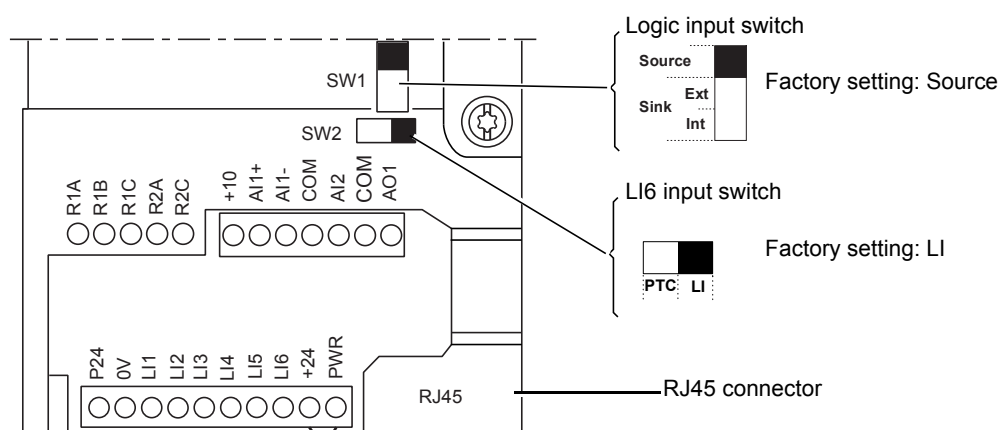 Logic input switch
SW1
Source
Sink
Ext
Int
Factory setting: Source
SW2
R1A
R1B
R1C
R2A
R2C
+10
AI1+
AI1-
COM
AI2
COM
AO1
LI6 input switch
Factory setting: LI
PTC
LI
P24
0V
LI1
LI2
LI3
LI4
LI5
LI6
+24
PWR
RJ45
RJ45 connector